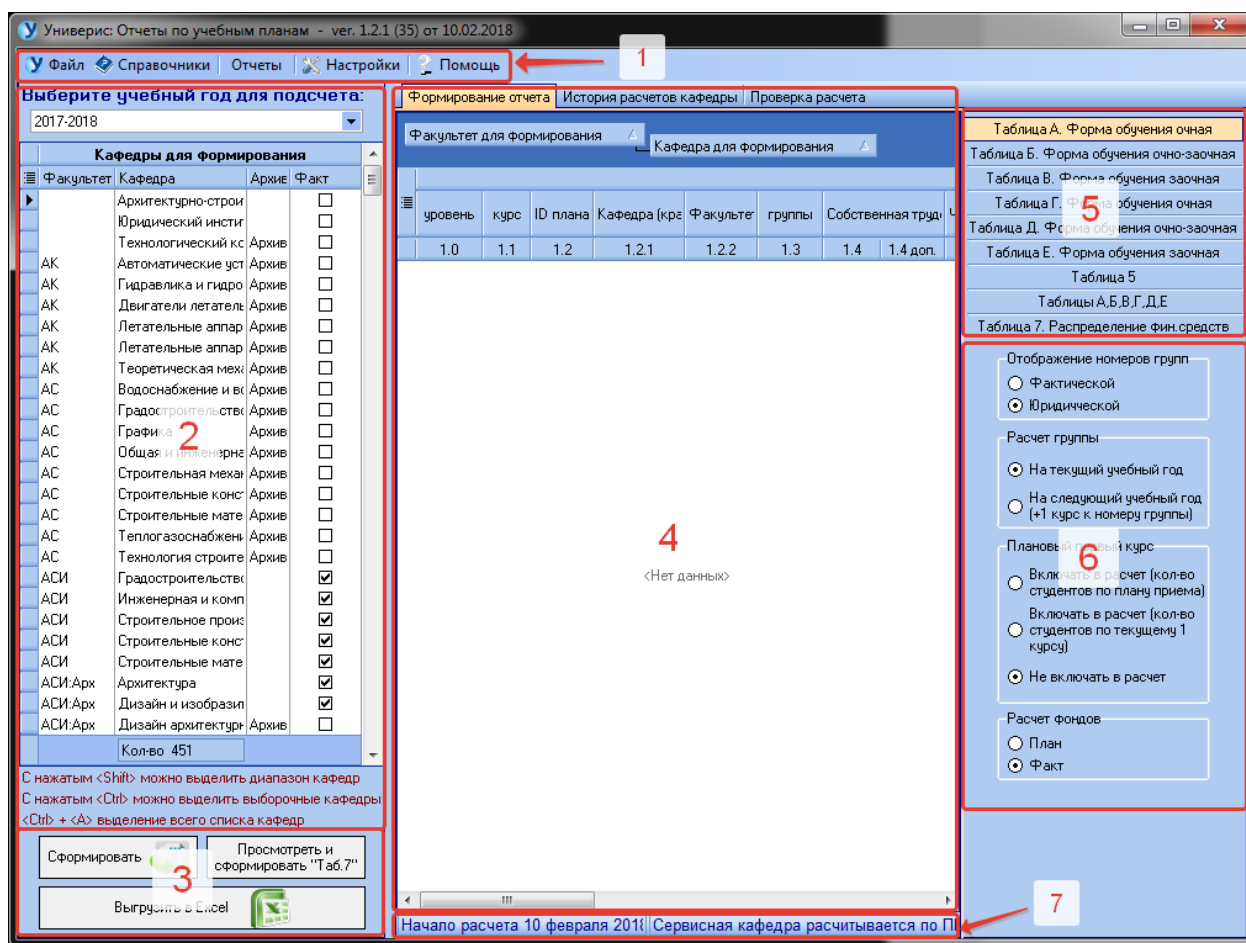 Универис: Отчеты по учебным планам - ver. 1.2.1 (35) от 10.02.2018
Файл Справочники Отчеты Настройки Помощь
1
Выберите учебный год для подсчета:
2017-2018
Кафедры для формирования
Факультет Кафедра Архив Факт
Архитектурно-строи
Юридический инсти
Технологический кс Архив
АК Автоматические уст Архив
АК Гидравлика и гидро Архив
АК Двигатели летатель Архив
АК Летательные аппар Архив
АК Летательные аппар Архив
АК Теоретическая меха Архив
АС Водоснабжение и вс Архив
АС Градостроительство Архив
АС Графика Архив
АС Общая и инженерна Архив
АС Строительная механ Архив
АС Строительные конс Архив
АС Строительные мате Архив
АС Теплогазоснабжень Архив
АС Технология строите Архив
АСИ Градостроительство
АСИ Инженерная и комп
АСИ Строительное произ
АСИ Строительные конс
АСИ Строительные мате
АСИ:Арх Архитектура
АСИ:Арх Дизайн и изобразил
АСИ:Арх Дизайн архитектурн Архив
Кол-во 451
2
С нажатым <Shift> можно выделить диапазон кафедр
С нажатым <Ctrl> можно выделить выборочные кафедры
<Ctrl> + <A> выделение всего списка кафедр
Сформировать
Просмотреть и
сформировать "Таб.7"
3
Выгрузить в Excel
Формирование отчета История расчетов кафедры Проверка расчета
Факультет для формирования
Кафедра для формирования
уровень курс ID плана Кафедра (кра Факультет группы Собственная труд
1.0 1.1 1.2 1.2.1 1.2.2 1.3 1.4 1.4 доп.
4
<Нет данных>
Начало расчета 10 февраля 2018 Сервисная кафедра расчитывается по П
7
Таблица А. Форма обучения очная
Таблица Б. Форма обучения очно-заочная
Таблица В. Форма обучения заочная
Таблица Г. Форма обучения очная
5
Таблица Д. Форма обучения очно-заочная
Таблица Е. Форма обучения заочная
Таблица 5
Таблицы А,Б,В,Г,Д,Е
Таблица 7. Распределение фин.средств
Отображение номеров групп
Фактической
Юридичческой
Расчет группы
На текущий учебный год
На следующий учебный год
(+1 курс к номеру группы)
Плановый первый курс
6
Включать в расчет (кол-во
студентов по плану приема)
Включать в расчет (кол-во
студентов по текущему 1
курсу)
Не включать в расчет
Расчет фондов
План
Факт